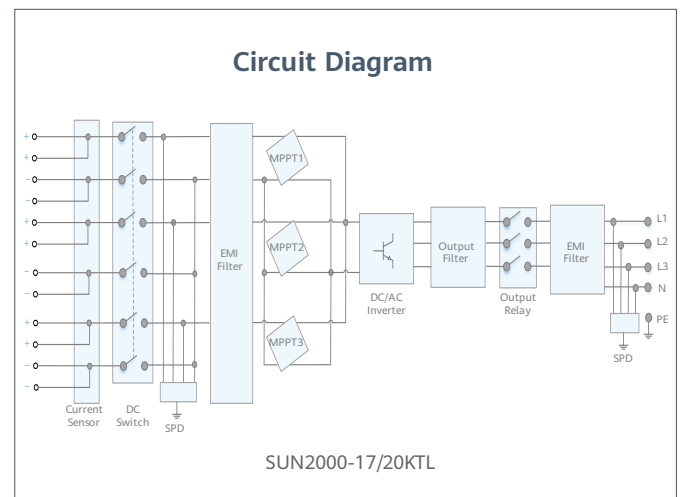 Circuit Diagram
+
+
−
−
+
+
−
−
+
+
−
−
Current
Sensor
DC
Switch
SPD
EMI
Filter
MPPT1
MPPT2
MPPT3
DC/AC
Inverter
Output
Filter
Output
Relay
EMI
Filter
L1
L2
L3
N
PE
SPD
SUN2000-17/20KTL